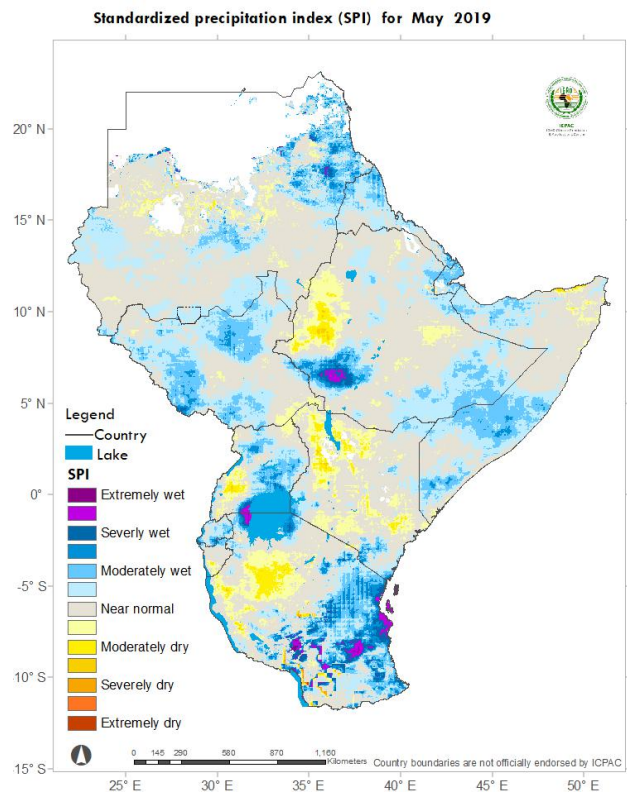 Standardized precipitation index (SPI) for May 2019
ICPAC
20° N
15° N
10° N
5° N
0°
-5° S
10° S
15° S
Legend
Country
Lake
SPI
Extremely wet
Severly wet
Moderately wet
Near normal
Moderately dry
Severely dry
Extremely dry
0 145 290 580 870 1,160
Kilometers
Country boundaries are not officially endorsed by ICPAC
25° E 30° E 35° E 40° E 45° E 50° E